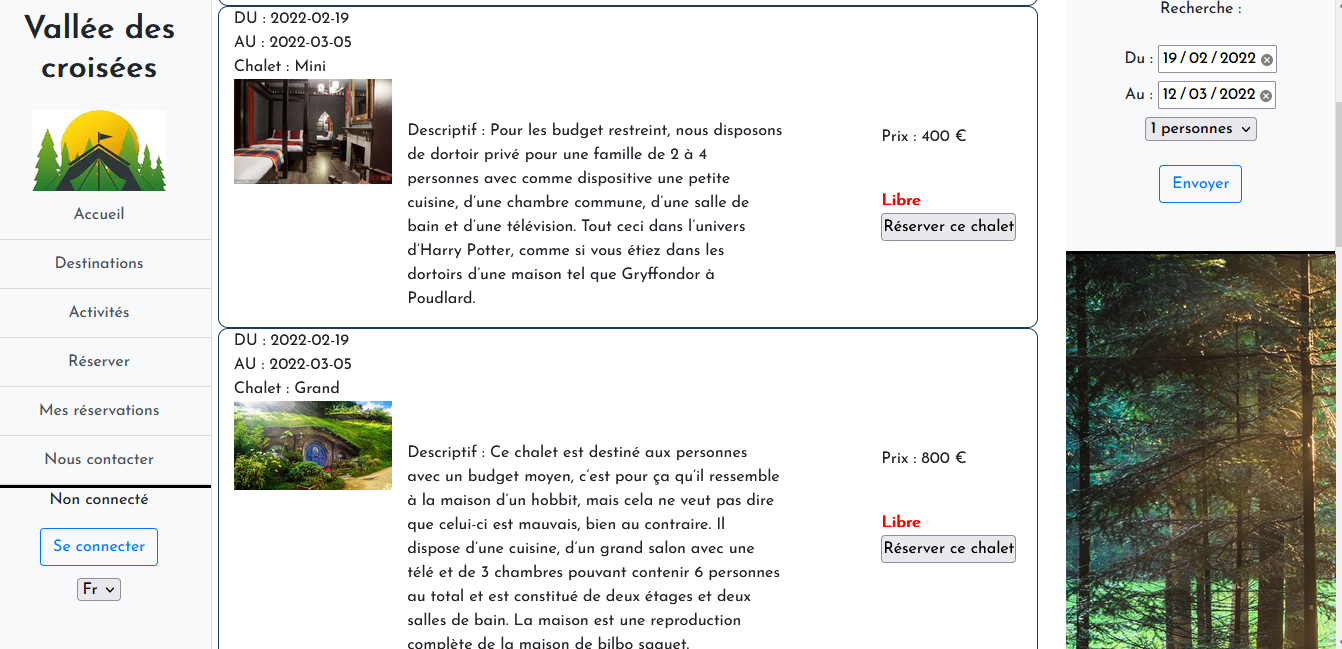 Vallée des
croisées
Accueil
Destinations
Activités
Réserver
Mes réservations
Nous contacter
Non connecté
Se connecter
Fr
DU : 2022-02-19
AU : 2022-03-05
Chalet : Mini
Descriptif : Pour les budget restreint, nous disposons
de dortoir privé pour une famille de 2 à 4
personnes avec comme dispositive une petite
cuisine, d'une chambre commune, d'une salle de
bain et d'une télévision. Tout ceci dans l'univers
d'Harry Potter, comme si vous étiez dans les
dortoirs d'une maison tel que Gryffondor à
Poudlard.
Prix : 400 €
Libre
Réserver ce chalet
DU : 2022-02-19
AU : 2022-03-05
Chalet : Grand
Descriptif : Ce chalet est destiné aux personnes
avec un budget moyen, c'est pour ça qu'il ressemble
à la maison d'un hobbit, mais cela ne veut pas dire
que celui-ci est mauvais, bien au contraire. Il
dispose d'une cuisine, d'un grand salon avec une
télé et de 3 chambres pouvant contenir 6 personnes
au total et est constitué de deux étages et deux
salles de bain. La maison est une reproduction
complète de la maison de bilbo saquet.
Prix : 800 €
Libre
Réserver ce chalet
Recherche :
Du : 19/02/2022
Au : 12/03/2022
1 personnes
Envoyer